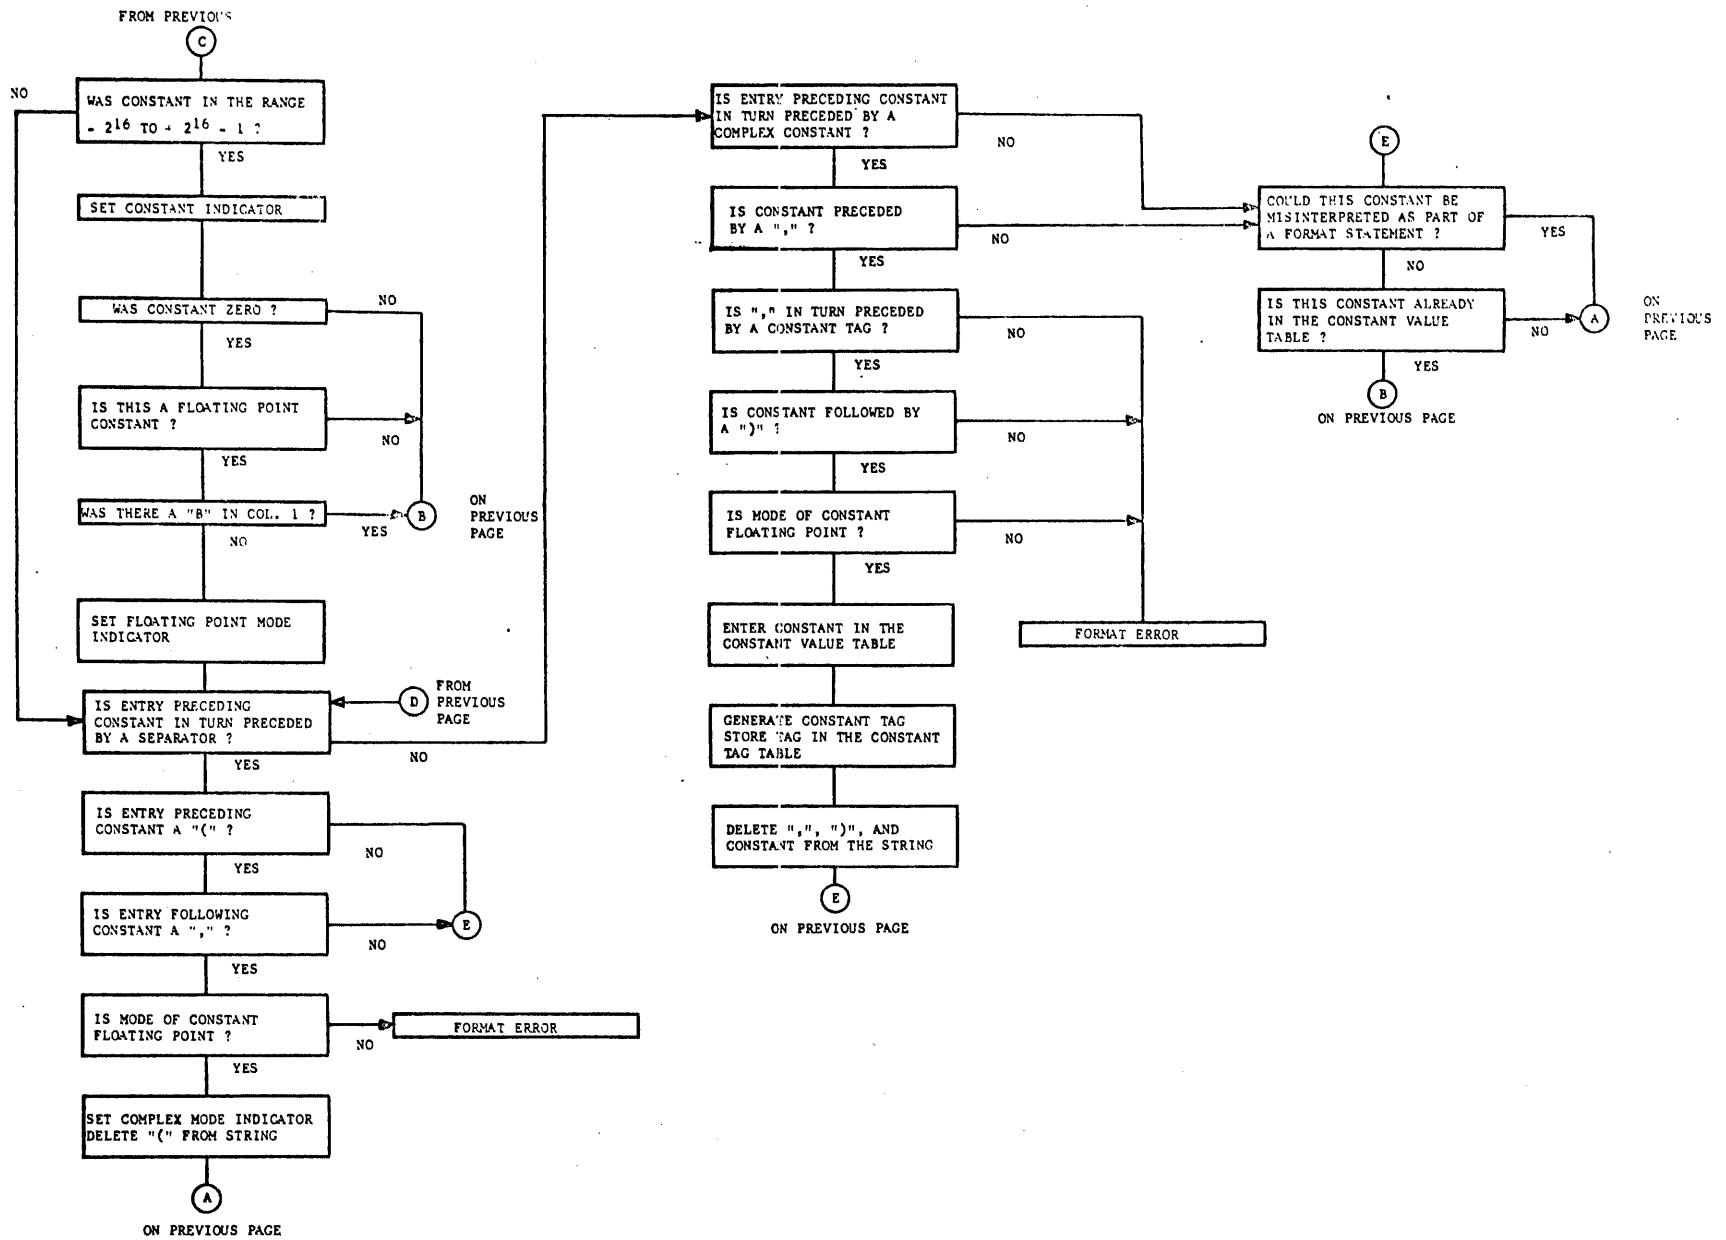 FROM PREVIOUS
C
NO
WAS CONSTANT IN THE RANGE
- 2^16 TO + 2^16 - 1 ?
YES
SET CONSTANT INDICATOR
WAS CONSTANT ZERO ?
NO
YES
IS THIS A FLOATING POINT
CONSTANT ?
NO
YES
WAS THERE A "B" IN COL. 1 ?
YES
B
ON
PREVIOUS
PAGE
NO
SET FLOATING POINT MODE
INDICATOR
IS ENTRY PRECEDING
CONSTANT IN TURN PRECEDED
BY A SEPARATOR ?
D
FROM
PREVIOUS
PAGE
NO
YES
IS ENTRY PRECEDING
CONSTANT A "(" ?
NO
YES
IS ENTRY FOLLOWING
CONSTANT A "," ?
NO
E
YES
IS MODE OF CONSTANT
FLOATING POINT ?
NO
FORMAT ERROR
YES
SET COMPLEX MODE INDICATOR
DELETE "(" FROM STRING
A
ON PREVIOUS PAGE
IS ENTRY PRECEDING CONSTANT
IN TURN PRECEDED BY A
COMPLEX CONSTANT ?
NO
YES
IS CONSTANT PRECEDED
BY A "," ?
NO
YES
IS "," IN TURN PRECEDED
BY A CONSTANT TAG ?
NO
YES
IS CONSTANT FOLLOWED BY
A ")" ?
NO
YES
IS MODE OF CONSTANT
FLOATING POINT ?
NO
YES
FORMAT ERROR
ENTER CONSTANT IN THE
CONSTANT VALUE TABLE
GENERATE CONSTANT TAG
STORE TAG IN THE CONSTANT
TAG TABLE
DELETE ",", ")", AND
CONSTANT FROM THE STRING
E
ON PREVIOUS PAGE
E
COULD THIS CONSTANT BE
MISINTERPRETED AS PART OF
A FORMAT STATEMENT ?
YES
NO
IS THIS CONSTANT ALREADY
IN THE CONSTANT VALUE
TABLE ?
NO
A
ON
PREVIOUS
PAGE
YES
B
ON PREVIOUS PAGE